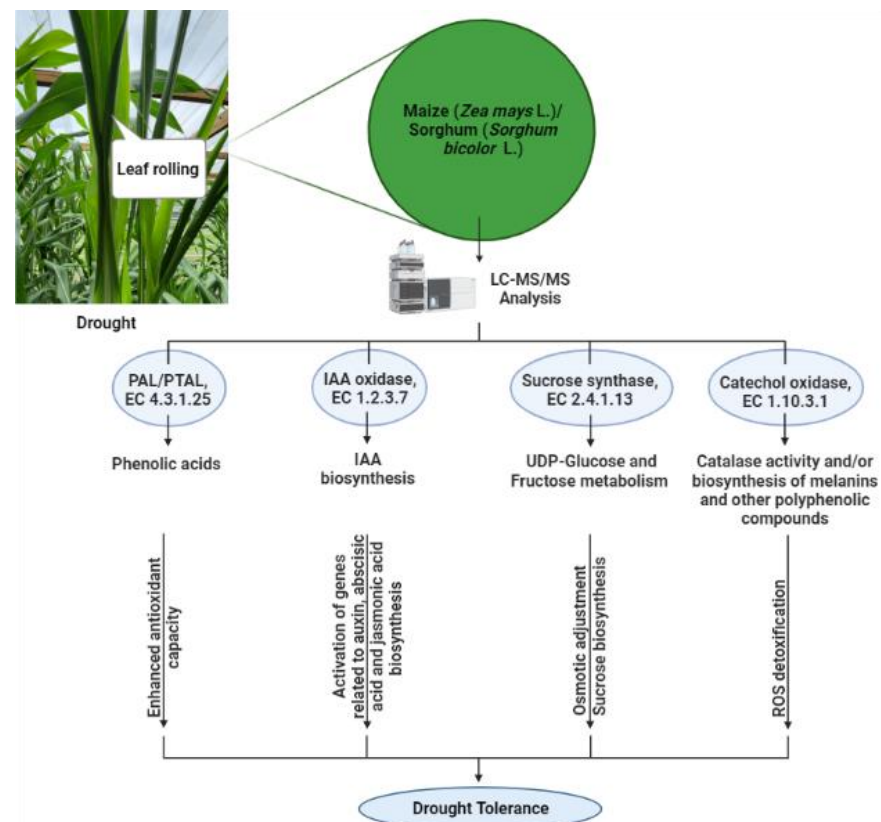 Leaf rolling
Drought
Maize (Zea mays L.)/
Sorghum (Sorghum
bicolor L.)
LC-MS/MS
Analysis
PAL/PTAL,
EC 4.3.1.25
IAA oxidase,
EC 1.2.3.7
Sucrose synthase,
EC 2.4.1.13
Catechol oxidase,
EC 1.10.3.1
Phenolic acids
IAA
biosynthesis
UDP-Glucose and
Fructose metabolism
Catalase activity and/or
biosynthesis of melanins
and other polyphenolic
compounds
Enhanced antioxidant
capacity
Activation of genes
related to auxin, abscisic
acid and jasmonic acid
biosynthesis
Osmotic adjustment
Sucrose biosynthesis
ROS detoxification
Drought Tolerance